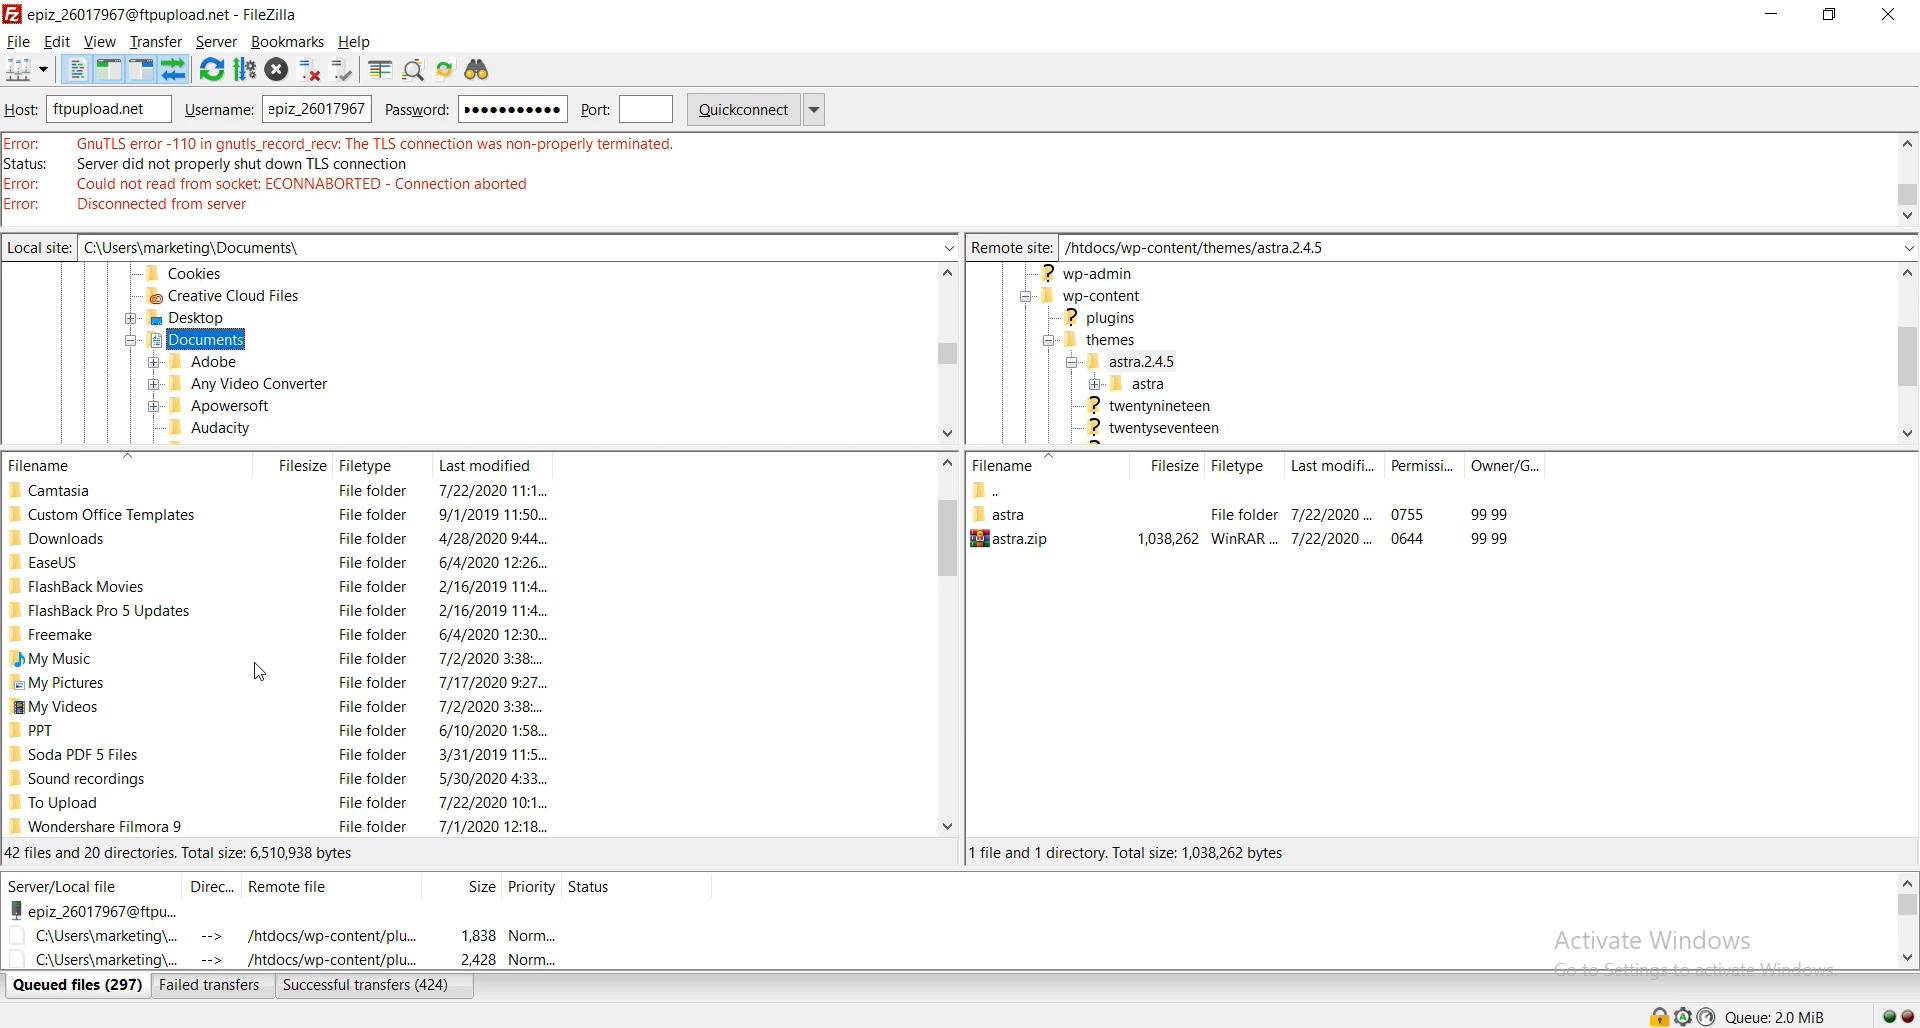 epiz_26017967@ftpupload.net - FileZilla
File Edit View Transfer Server Bookmarks Help
Host: ftpupload.net Username: epiz_26017967 Password: ●●●●●●●●●●● Port: Quickconnect
Error: GnuTLS error -110 in gnutls_record_recv: The TLS connection was non-properly terminated.
Status: Server did not properly shut down TLS connection
Error: Could not read from socket: ECONNABORTED - Connection aborted
Error: Disconnected from server
Local site: C:\Users\marketing\Documents\
Cookies
Creative Cloud Files
Desktop
Documents
Adobe
Any Video Converter
Apowersoft
Audacity
Remote site: /htdocs/wp-content/themes/astra.2.4.5
wp-admin
wp-content
plugins
themes
astra.2.4.5
astra
twentynineteen
twentyseventeen
Filename Filesize Filetype Last modified
Camtasia File folder 7/22/2020 11:1...
Custom Office Templates File folder 9/1/2019 11:50...
Downloads File folder 4/28/2020 9:44...
EaseUS File folder 6/4/2020 12:26...
FlashBack Movies File folder 2/16/2019 11:4...
FlashBack Pro 5 Updates File folder 2/16/2019 11:4...
Freemake File folder 6/4/2020 12:30...
My Music File folder 7/2/2020 3:38:...
My Pictures File folder 7/17/2020 9:27...
My Videos File folder 7/2/2020 3:38:...
PPT File folder 6/10/2020 1:58...
Soda PDF 5 Files File folder 3/31/2019 11:5...
Sound recordings File folder 5/30/2020 4:33...
To Upload File folder 7/22/2020 10:1...
Wondershare Filmora 9 File folder 7/1/2020 12:18...
42 files and 20 directories. Total size: 6,510,938 bytes
Filename Filesize Filetype Last modifi... Permissi... Owner/G...
..
astra File folder 7/22/2020 ... 0755 99 99
astra.zip 1,038,262 WinRAR ... 7/22/2020 ... 0644 99 99
1 file and 1 directory. Total size: 1,038,262 bytes
Server/Local file Direc... Remote file Size Priority Status
epiz_26017967@ftpu...
C:\Users\marketing\... --> /htdocs/wp-content/plu... 1,838 Norm...
C:\Users\marketing\... --> /htdocs/wp-content/plu... 2,428 Norm...
Activate Windows
Go to Settings to activate Windows.
Queued files (297) Failed transfers Successful transfers (424)
Queue: 2.0 MiB